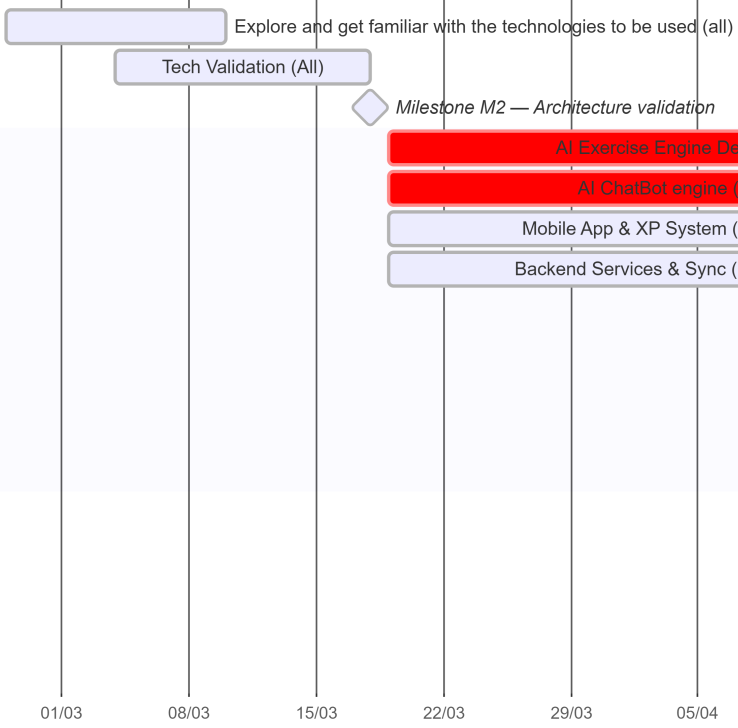 Explore and get familiar with the technologies to be used (all)
Tech Validation (All)
Milestone M2 — Architecture validation
AI Exercise Engine De
AI ChatBot engine (
Mobile App & XP System (
Backend Services & Sync (
01/03 08/03 15/03 22/03 29/03 05/04